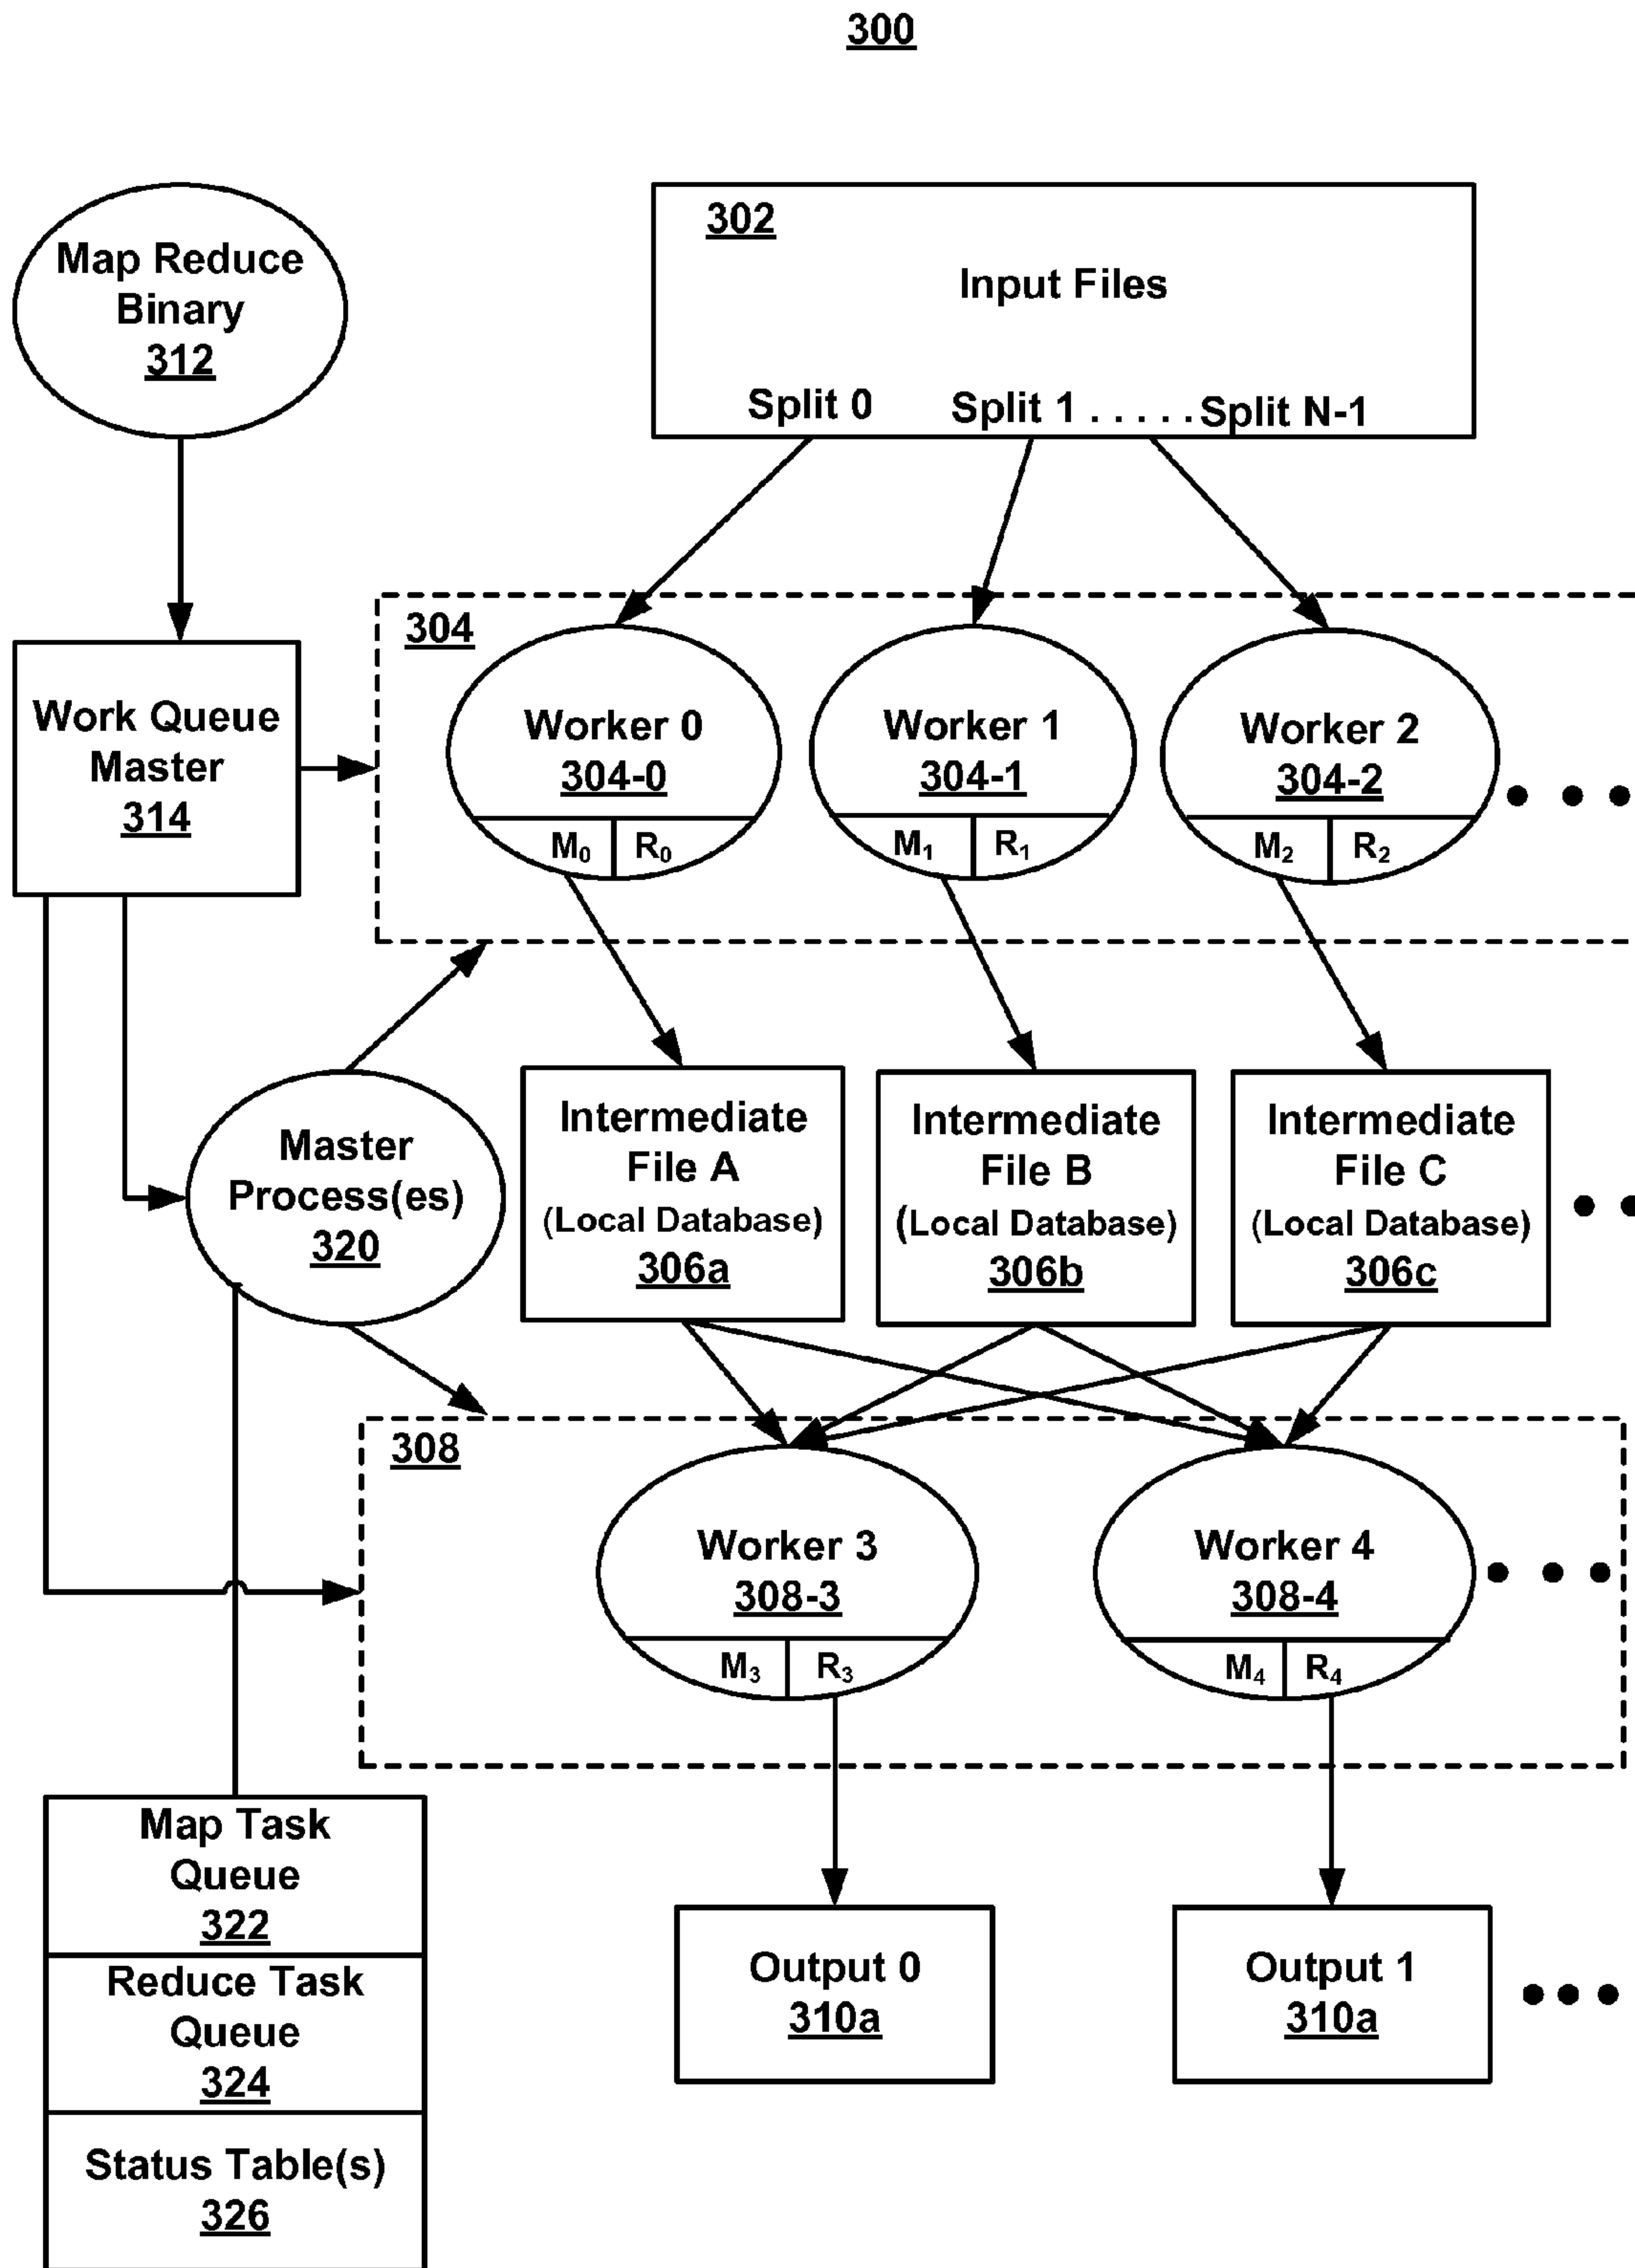 300
Map Reduce
Binary
312
302
Input Files
Split 0 Split 1 . . . . . Split N-1
Work Queue
Master
314
304
Worker 0
304-0
M₀ R₀
Worker 1
304-1
M₁ R₁
Worker 2
304-2
M₂ R₂
Master
Process(es)
320
Intermediate
File A
(Local Database)
306a
Intermediate
File B
(Local Database)
306b
Intermediate
File C
(Local Database)
306c
308
Worker 3
308-3
M₃ R₃
Worker 4
308-4
M₄ R₄
Map Task
Queue
322
Reduce Task
Queue
324
Status Table(s)
326
Output 0
310a
Output 1
310a